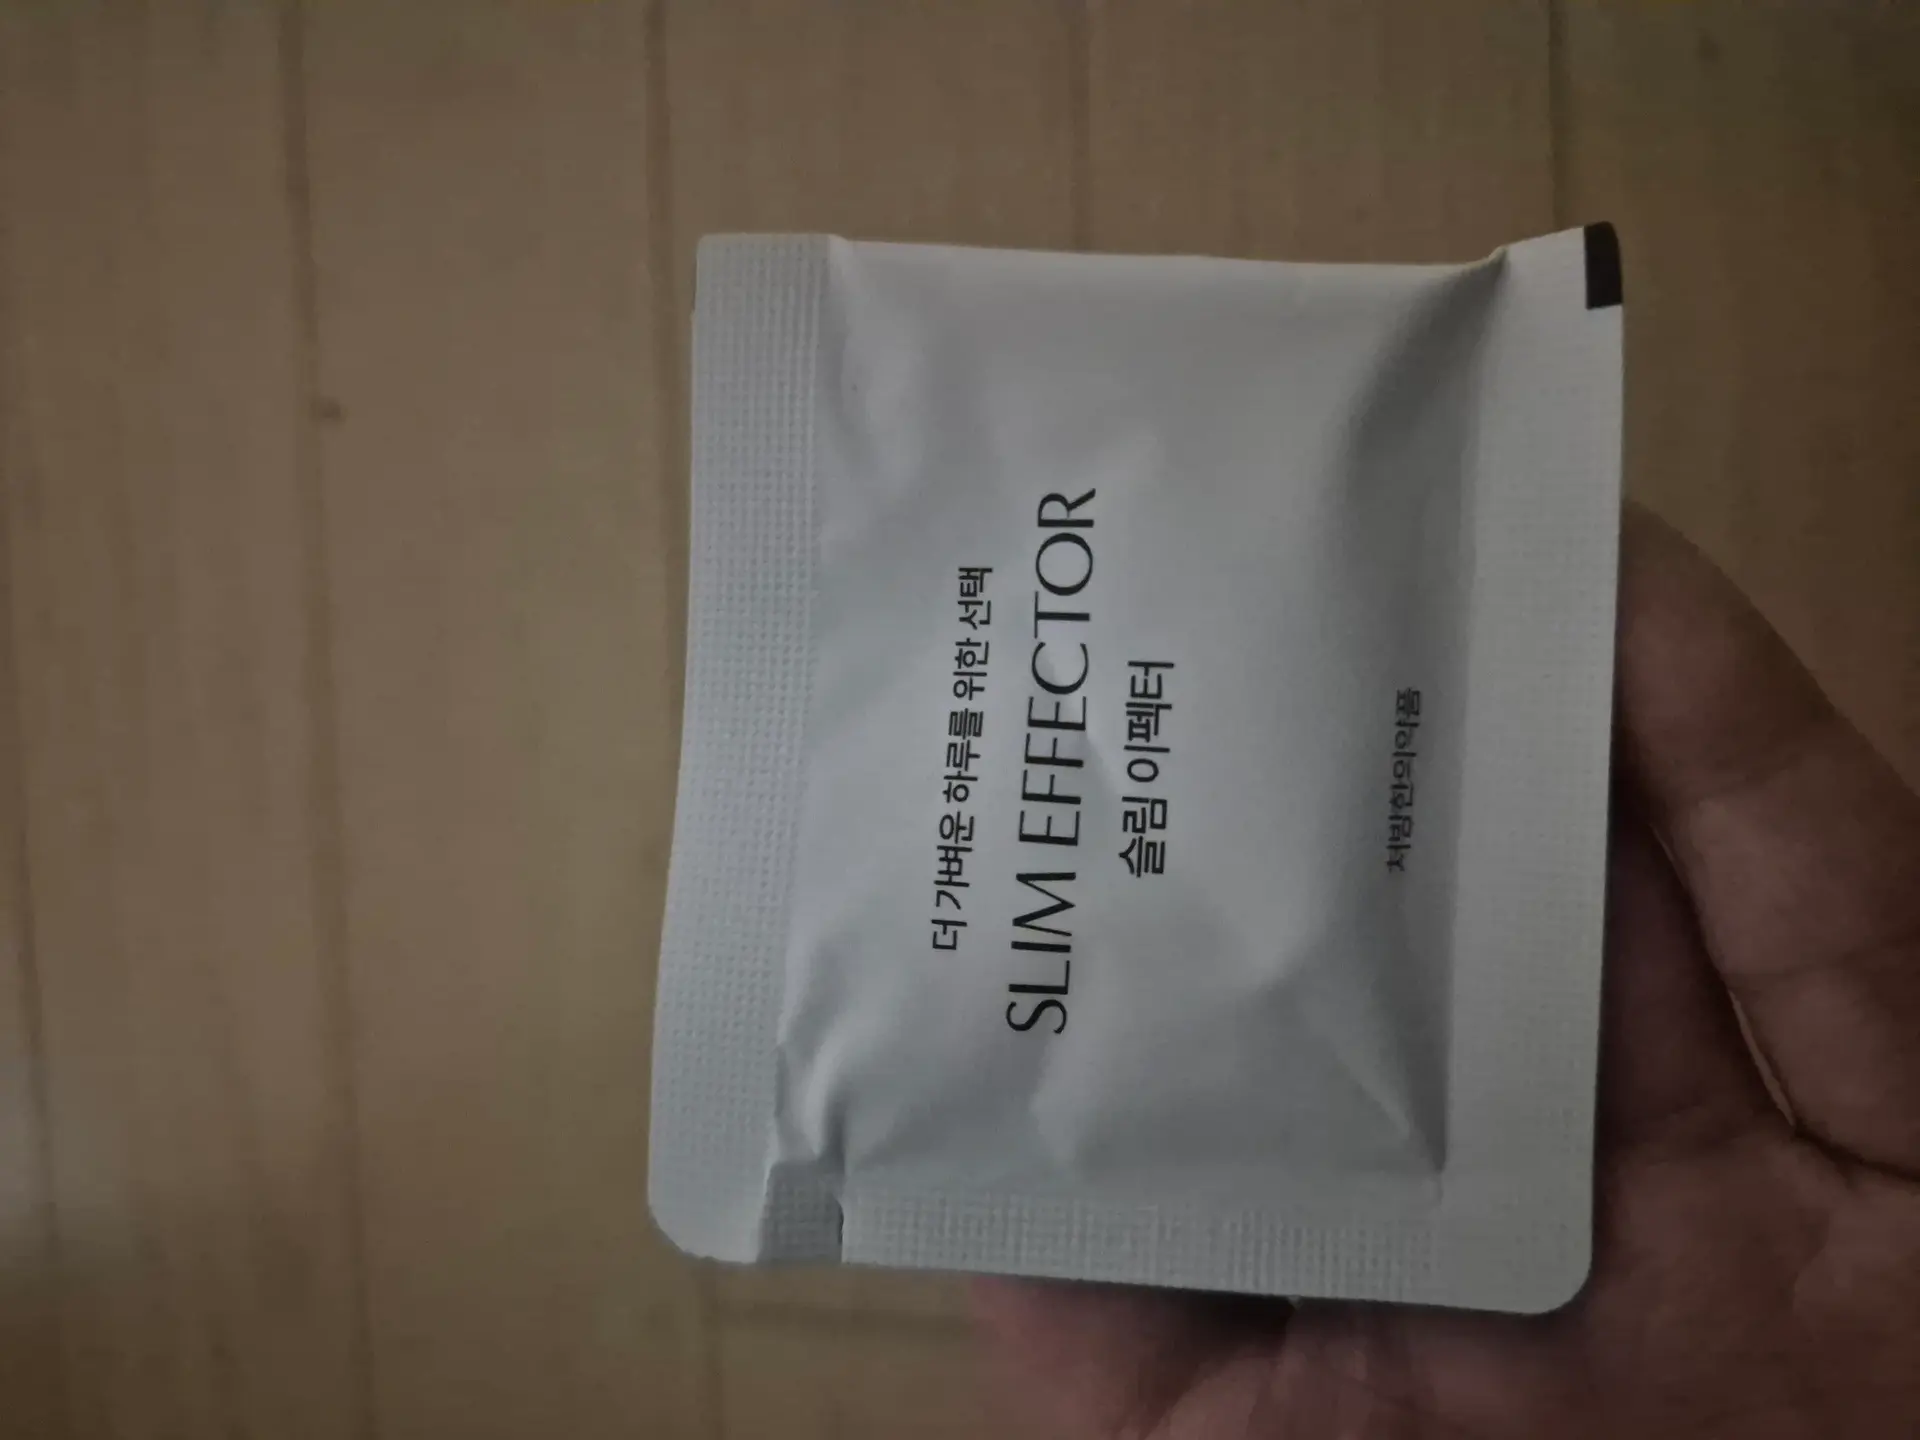 더 가벼운 하루를 위한 선택
SLIM EFFECTOR
슬림 이펙터
처방한의약품